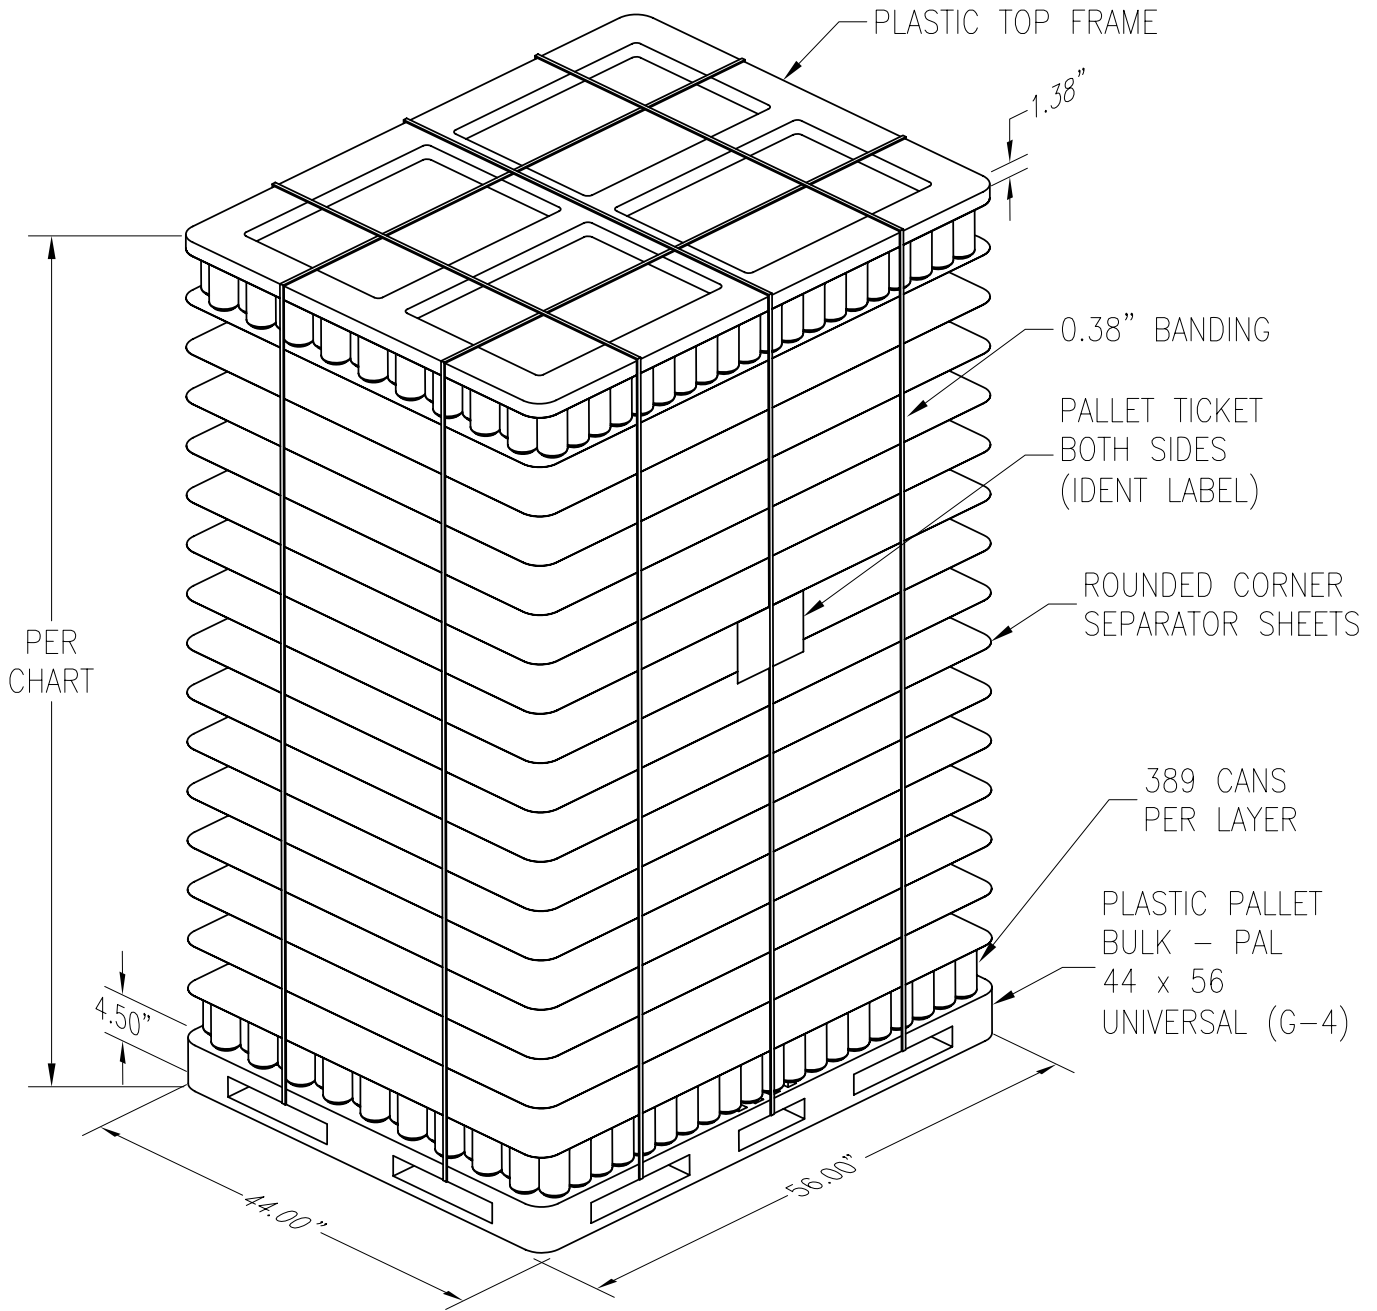 PLASTIC TOP FRAME
1.38”
0.38” BANDING
PALLET TICKET
BOTH SIDES
(IDENT LABEL)
ROUNDED CORNER
SEPARATOR SHEETS
PER
CHART
389 CANS
PER LAYER
PLASTIC PALLET
BULK – PAL
44 x 56
UNIVERSAL (G–4)
4.50”
44.00”
56.00”